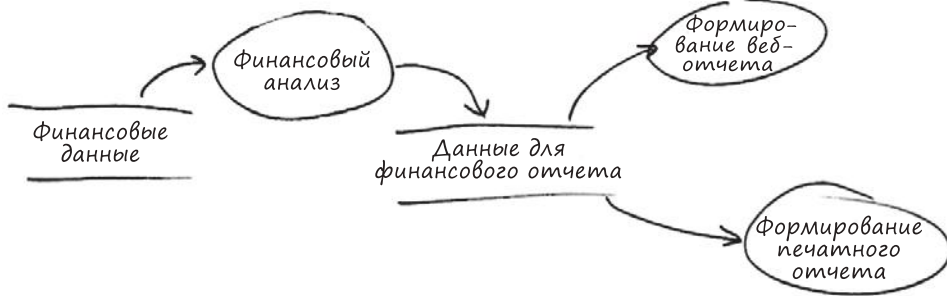 Финансовые
данные
Финансовый
анализ
Данные для
финансового отчета
Формиро-
вание веб-
отчета
Формирование
печатного
отчета